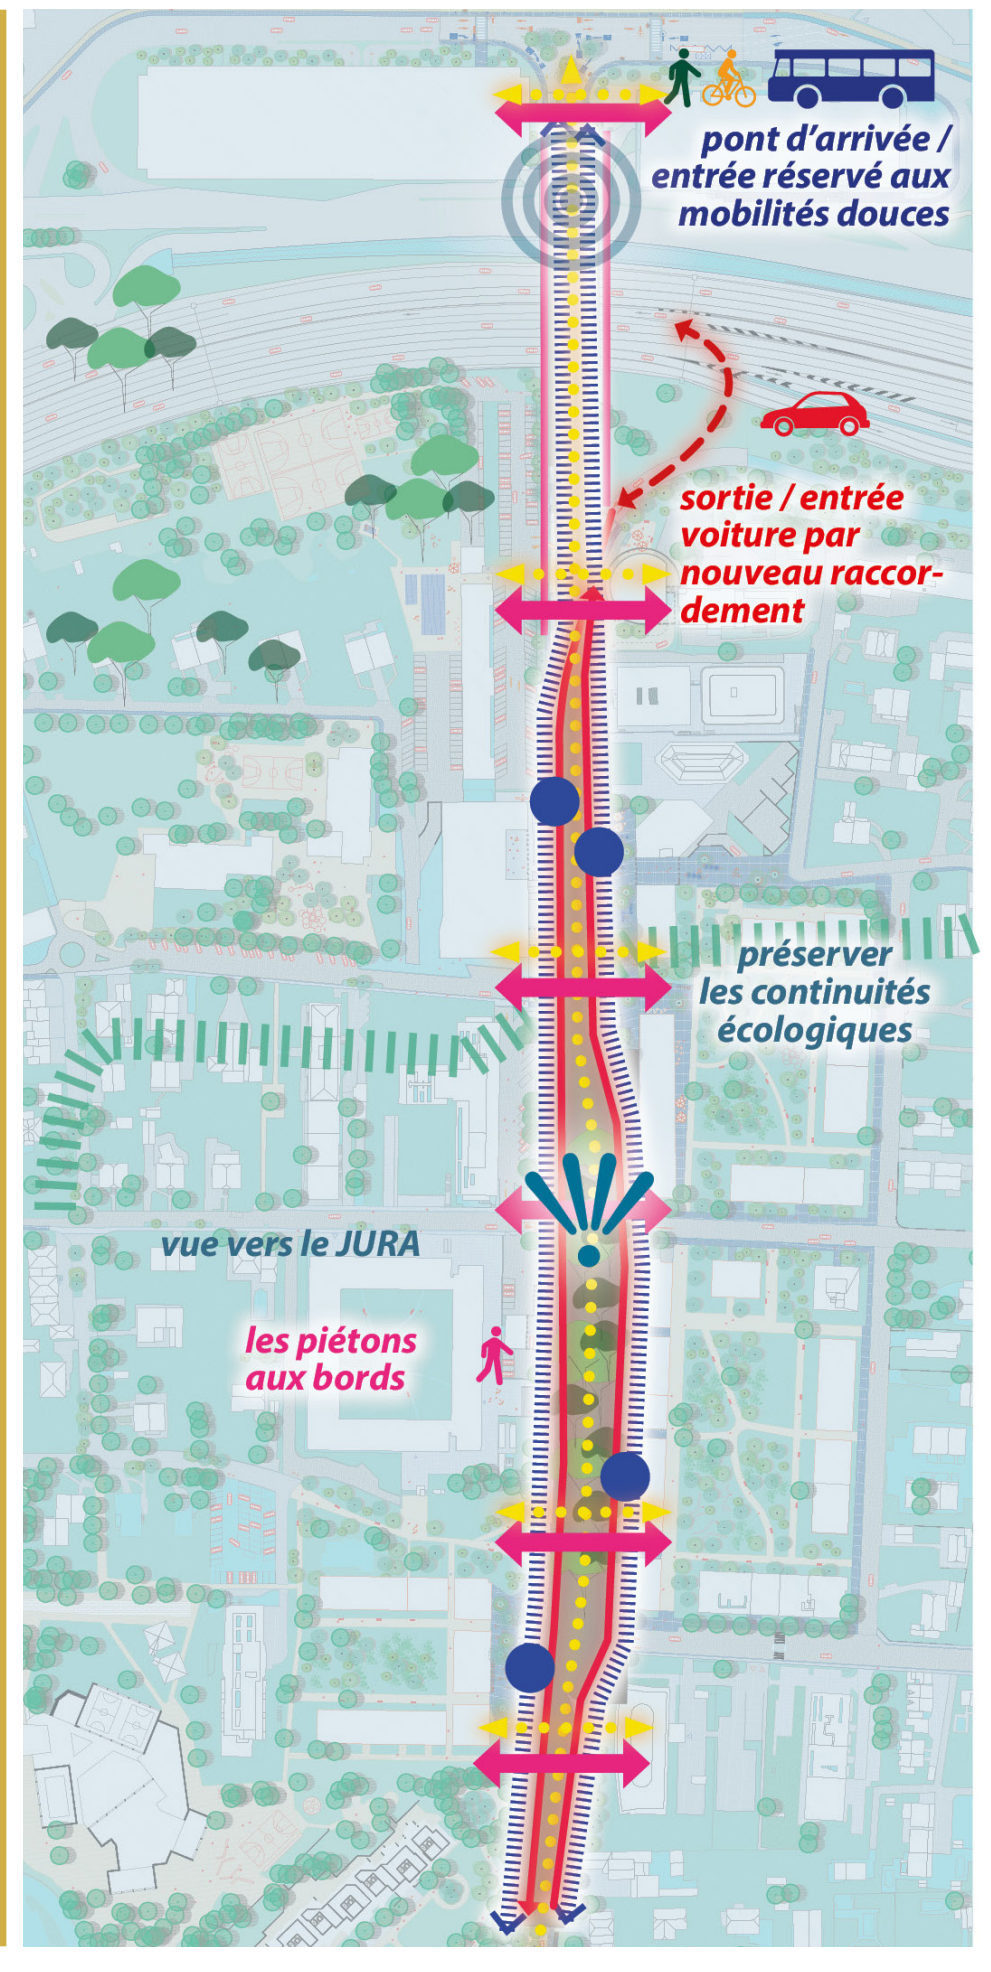 pont d'arrivée /
entrée réservé aux
mobilités douces
sortie / entrée
voiture par
nouveau raccor-
dement
préserver
les continuités
écologiques
vue vers le JURA
les piétons
aux bords